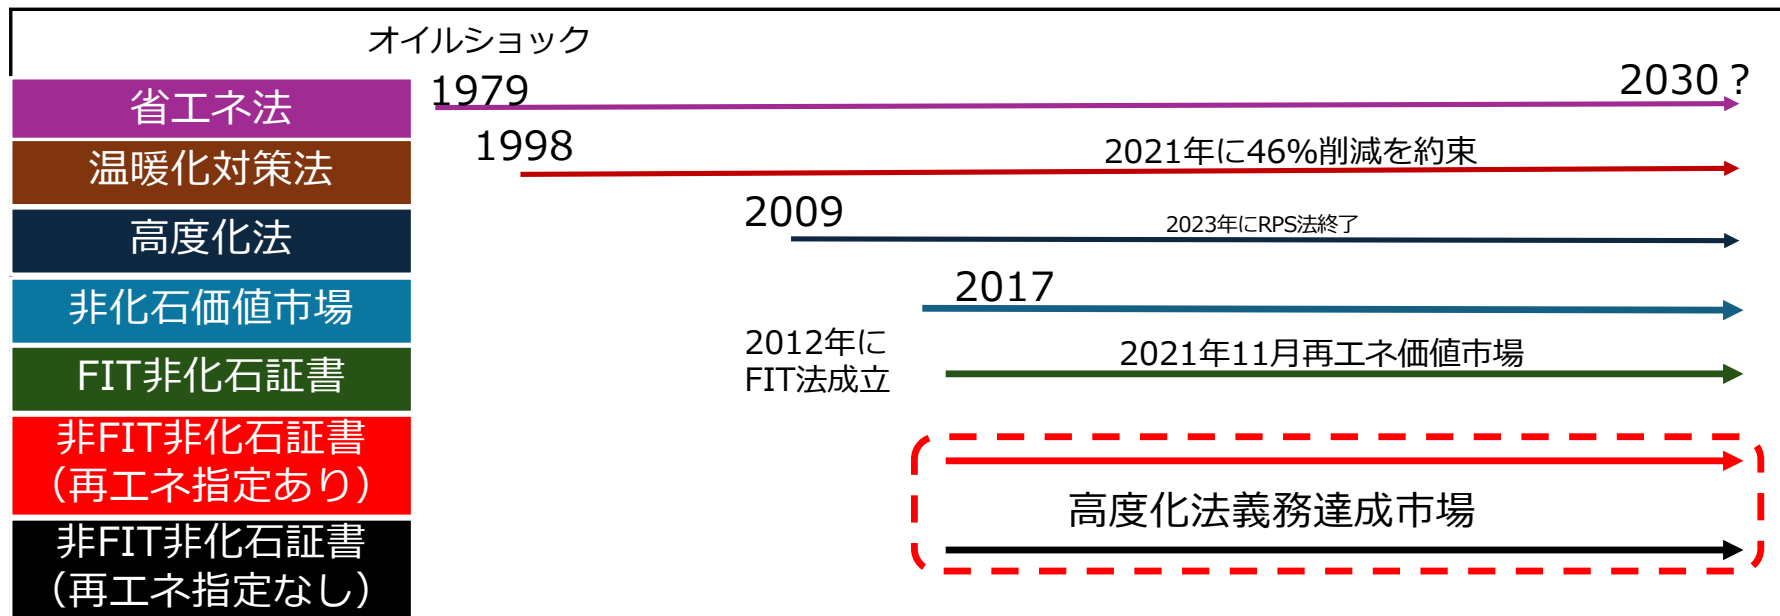 オイルショック
省エネ法
1979
2030？
温暖化対策法
1998
2021年に46%削減を約束
高度化法
2009
2023年にRPS法終了
非化石価値市場
2017
FIT非化石証書
2012年に
FIT法成立
2021年11月再エネ価値市場
非FIT非化石証書
（再エネ指定あり）
高度化法義務達成市場
非FIT非化石証書
（再エネ指定なし）